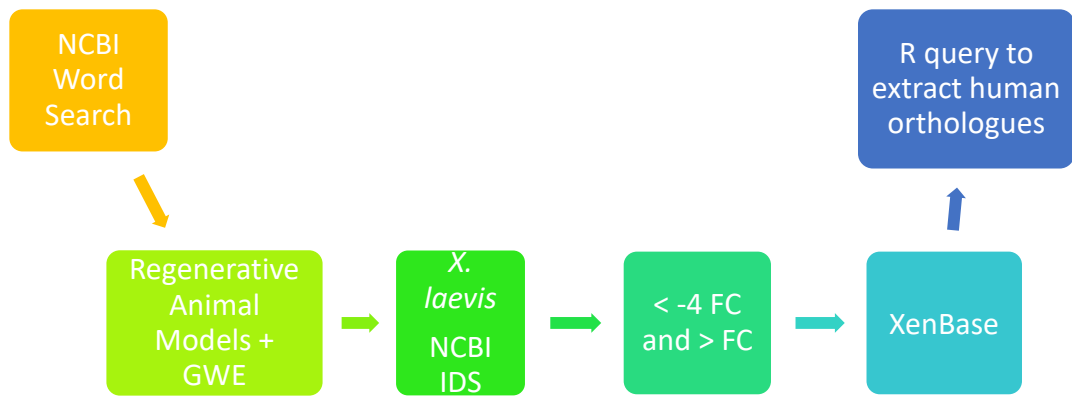 NCBI
Word
Search
Regenerative
Animal
Models +
GWE
X.
laevis
NCBI
IDS
< -4 FC
and > FC
XenBase
R query to
extract human
orthologues